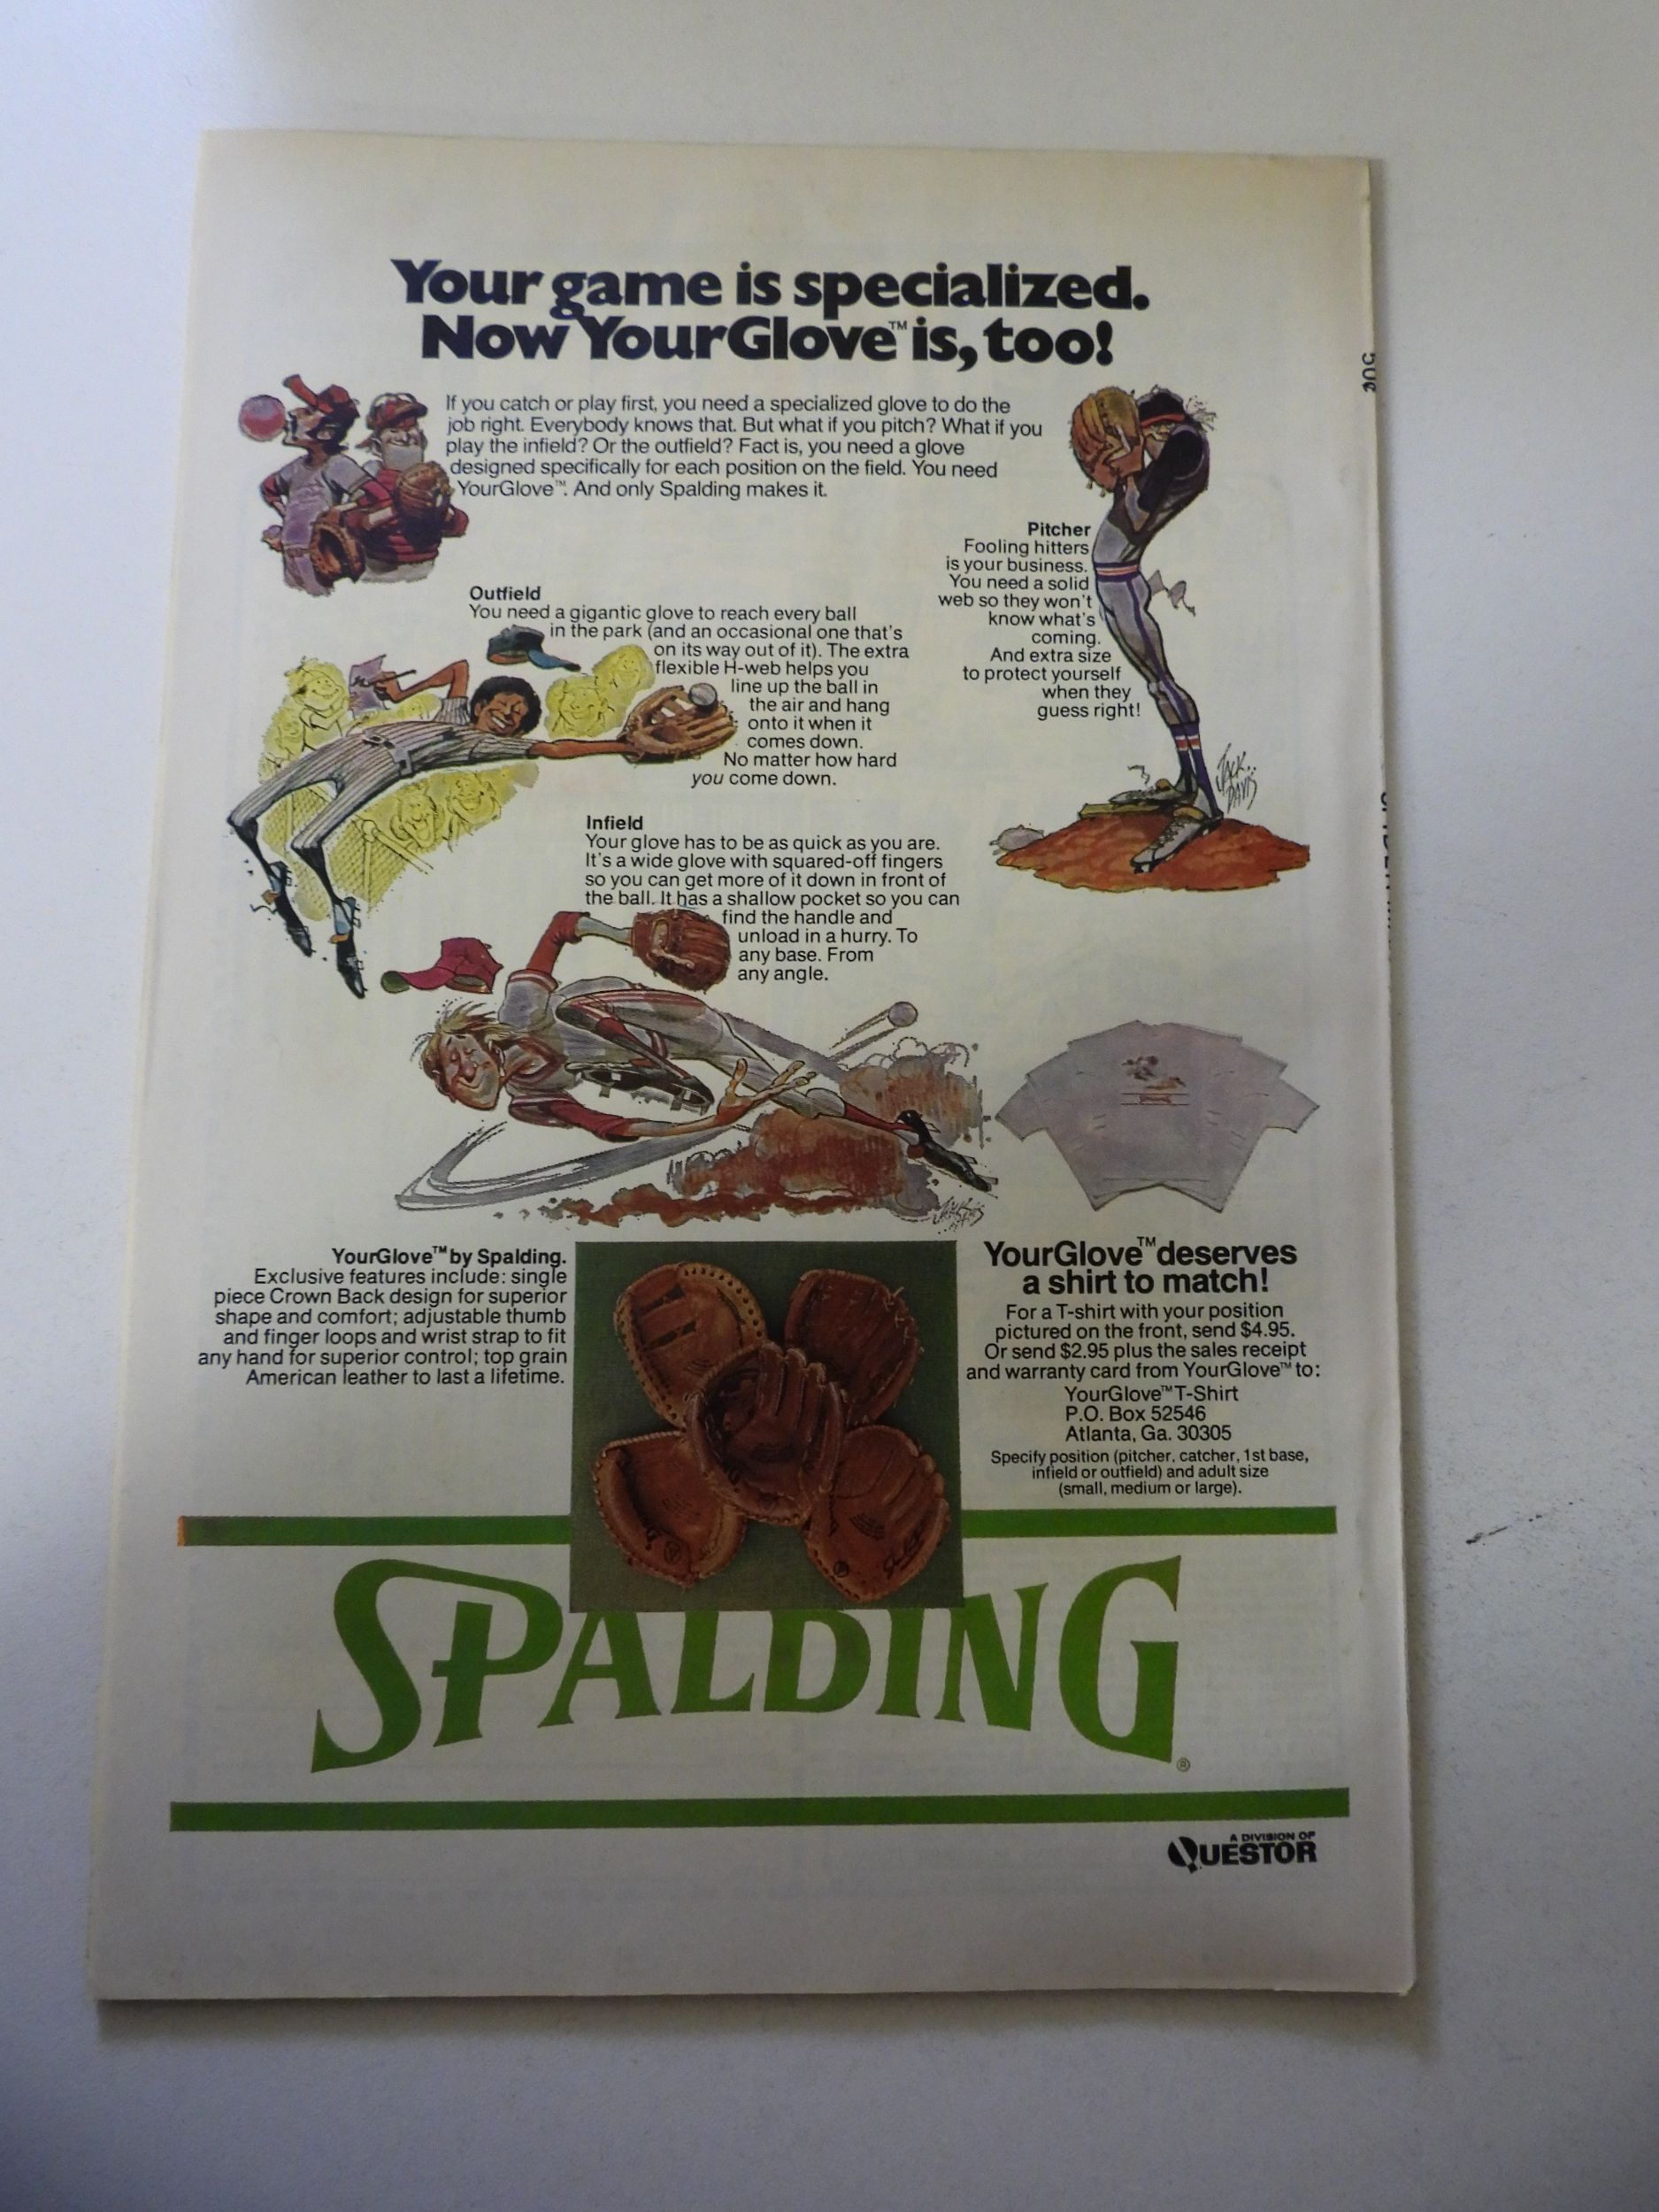 Your game is specialized.
Now YourGlove™ is, too!
If you catch or play first, you need a specialized glove to do the
job right. Everybody knows that. But what if you pitch? What if you
play the infield? Or the outfield? Fact is, you need a glove
designed specifically for each position on the field. You need
YourGlove™. And only Spalding makes it.
Pitcher
Fooling hitters
is your business.
You need a solid
web so they won't
know what's
coming.
And extra size
to protect yourself
when they
guess right!
JACK DAVIS
Outfield
You need a gigantic glove to reach every ball
in the park (and an occasional one that's
on its way out of it). The extra
flexible H-web helps you
line up the ball in
the air and hang
onto it when it
comes down.
No matter how hard
you come down.
Infield
Your glove has to be as quick as you are.
It's a wide glove with squared-off fingers
so you can get more of it down in front of
the ball. It has a shallow pocket so you can
find the handle and
unload in a hurry. To
any base. From
any angle.
JACK DAVIS
YourGlove™ by Spalding.
Exclusive features include: single
piece Crown Back design for superior
shape and comfort; adjustable thumb
and finger loops and wrist strap to fit
any hand for superior control; top grain
American leather to last a lifetime.
YourGlove™ deserves
a shirt to match!
For a T-shirt with your position
pictured on the front, send $4.95.
Or send $2.95 plus the sales receipt
and warranty card from YourGlove™ to:
YourGlove™ T-Shirt
P.O. Box 52546
Atlanta, Ga. 30305
Specify position (pitcher, catcher, 1st base,
infield or outfield) and adult size
(small, medium or large).
SPALDING®
A DIVISION OF
QUESTOR
50¢